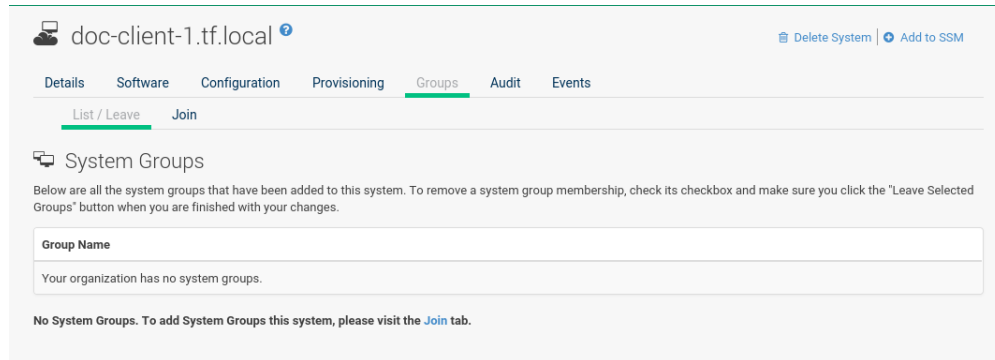 doc-client-1.tf.local ?
Delete System | Add to SSM
Details Software Configuration Provisioning Groups Audit Events
List / Leave Join
System Groups
Below are all the system groups that have been added to this system. To remove a system group membership, check its checkbox and make sure you click the "Leave Selected
Groups" button when you are finished with your changes.
Group Name
Your organization has no system groups.
No System Groups. To add System Groups this system, please visit the Join tab.